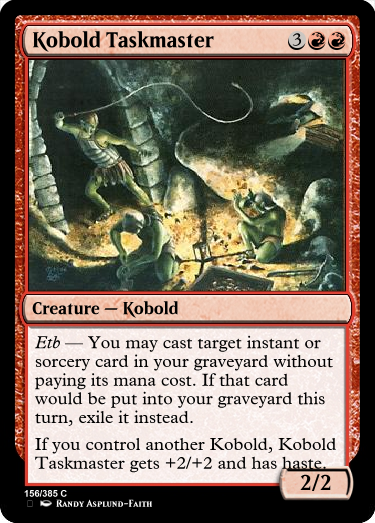 Kobold Taskmaster 3
Creature — Kobold
Etb — You may cast target instant or
sorcery card in your graveyard without
paying its mana cost. If that card
would be put into your graveyard this
turn, exile it instead.
If you control another Kobold, Kobold
Taskmaster gets +2/+2 and has haste.
2/2
156/385 C
Randy Asplund-Faith